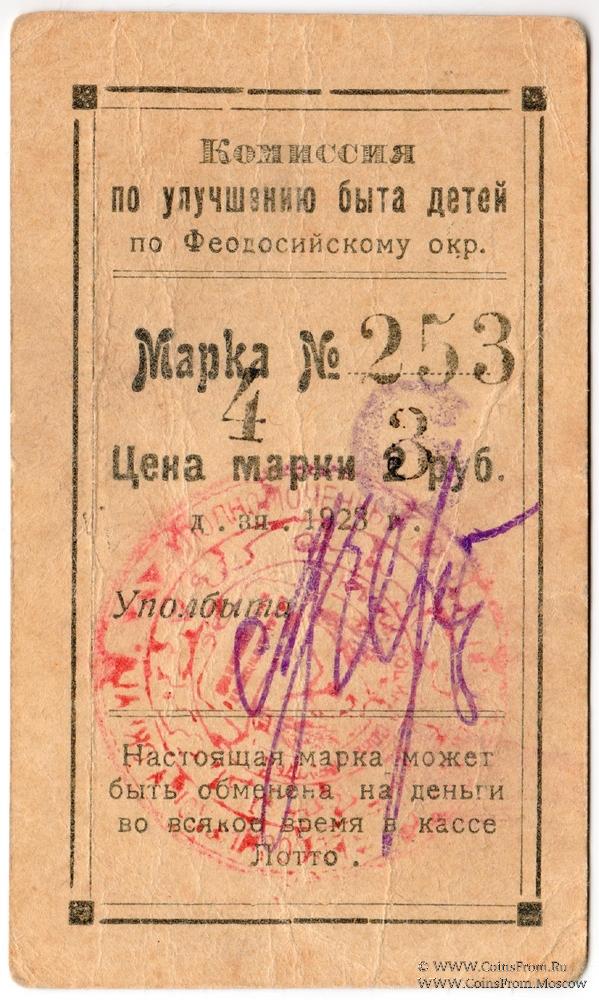 Комиссия
по улучшению быта детей
по Феодосийскому окр.
Марка № 253
4 3
Цена марки 2 руб.
1928 г.
Уполбыта
Настоящая марка может
быть обменена на деньги
во всякое время в кассе
Лотто.
© WWW.CoinsFrom.Ru
WWW.CoinsFrom.Moscow